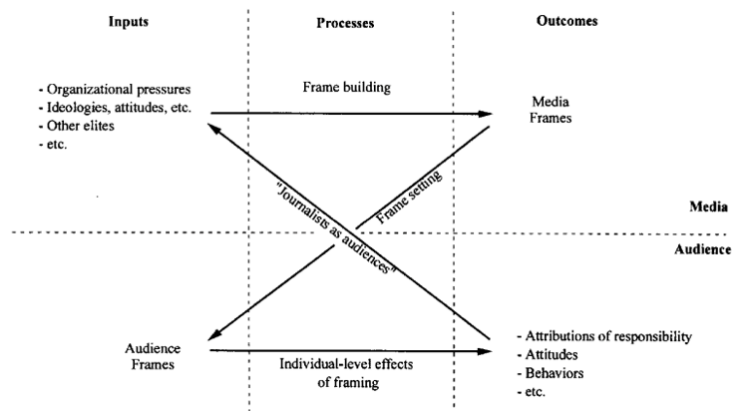 Inputs
Processes
Outcomes
- Organizational pressures
- Ideologies, attitudes, etc.
- Other elites
- etc.
Frame building
Media
Frames
"Journalists as audiences"
Frame setting
Media
Audience
Audience
Frames
Individual-level effects
of framing
- Attributions of responsibility
- Attitudes
- Behaviors
- etc.